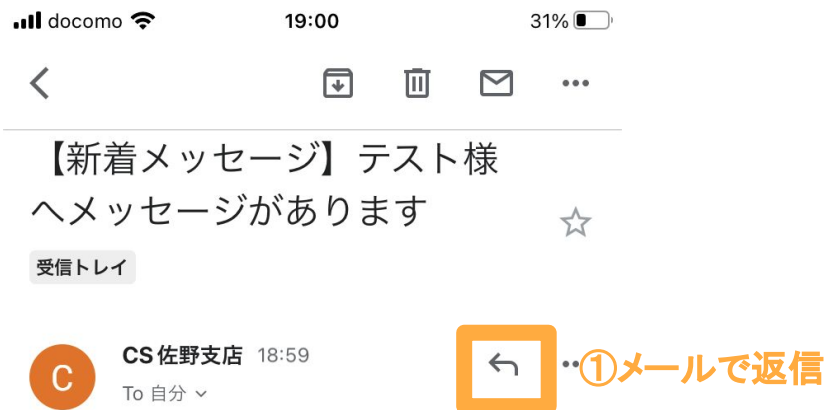 docomo 19:00 31%
【新着メッセージ】テスト様
へメッセージがあります
受信トレイ
C CS佐野支店 18:59
To 自分
①メールで返信